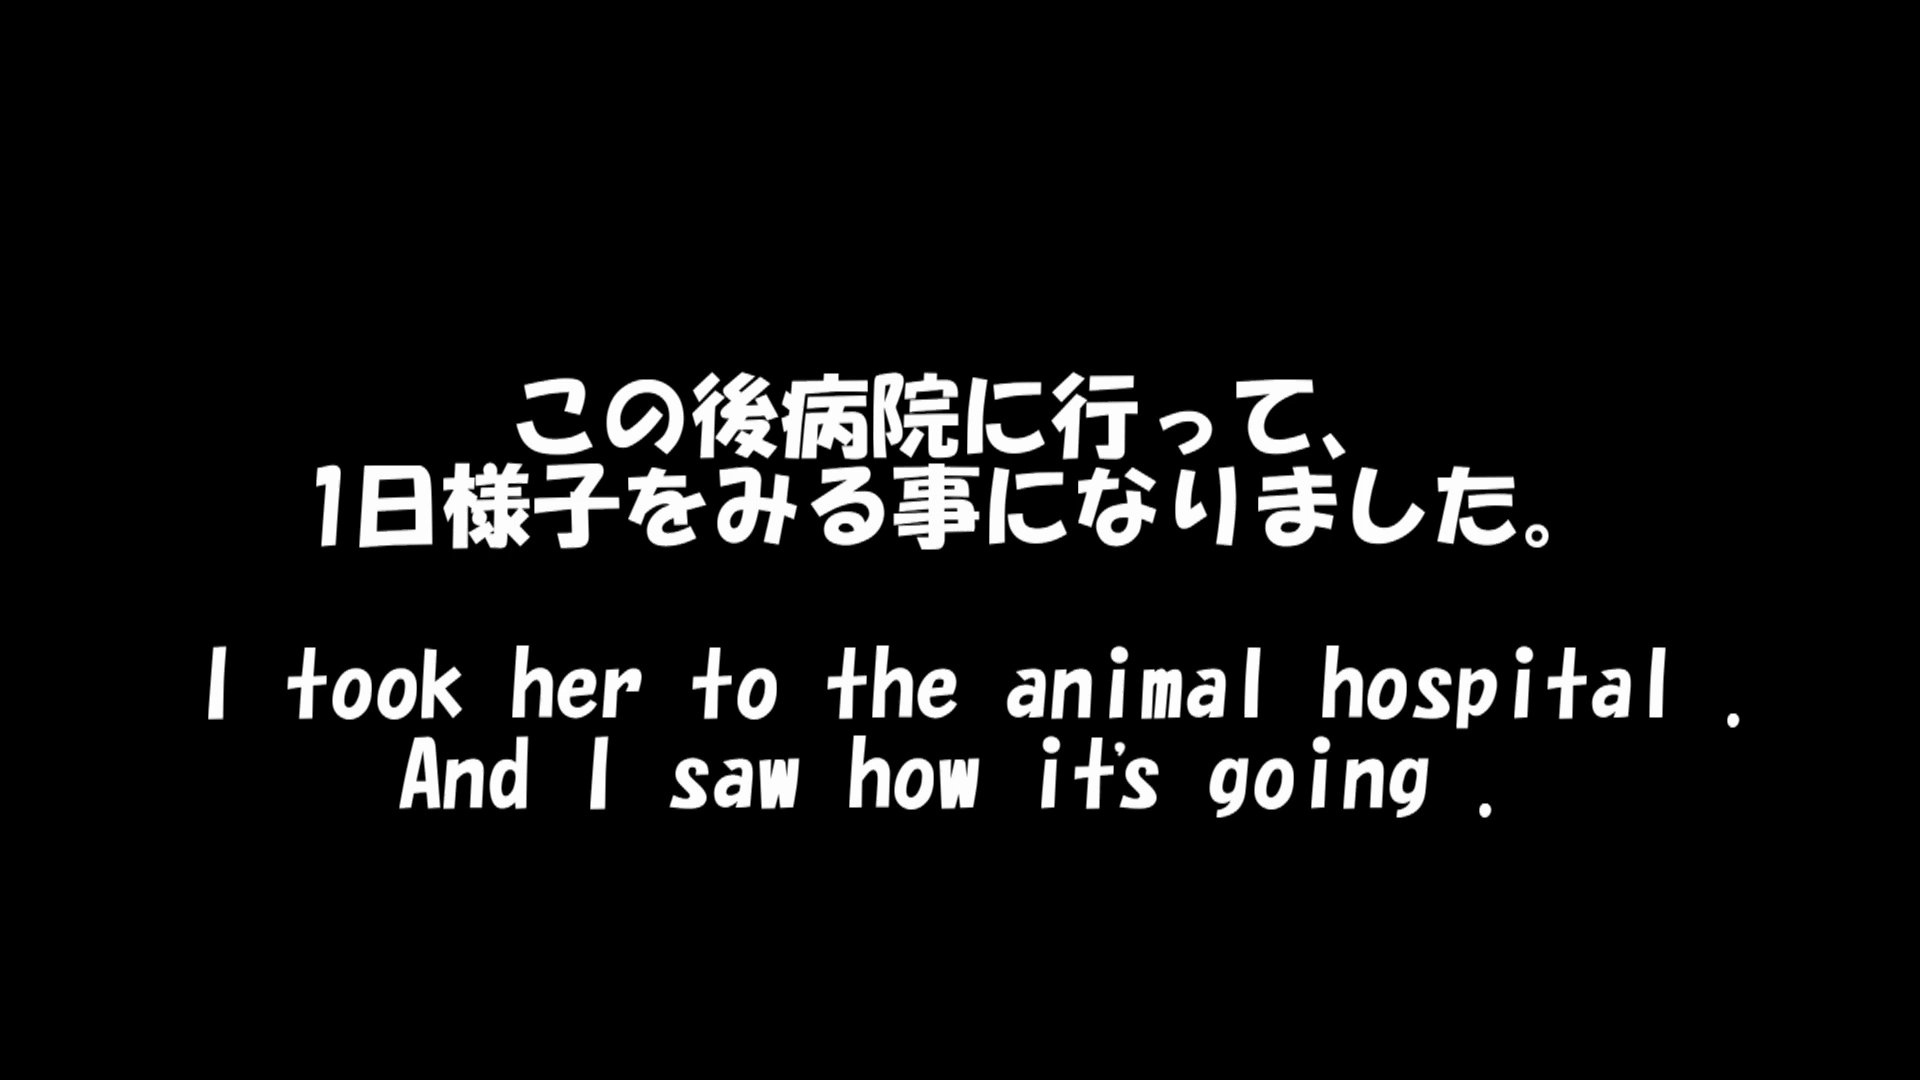 この後病院に行って、
1日様子をみる事になりました。
I took her to the animal hospital .
And I saw how it's going .